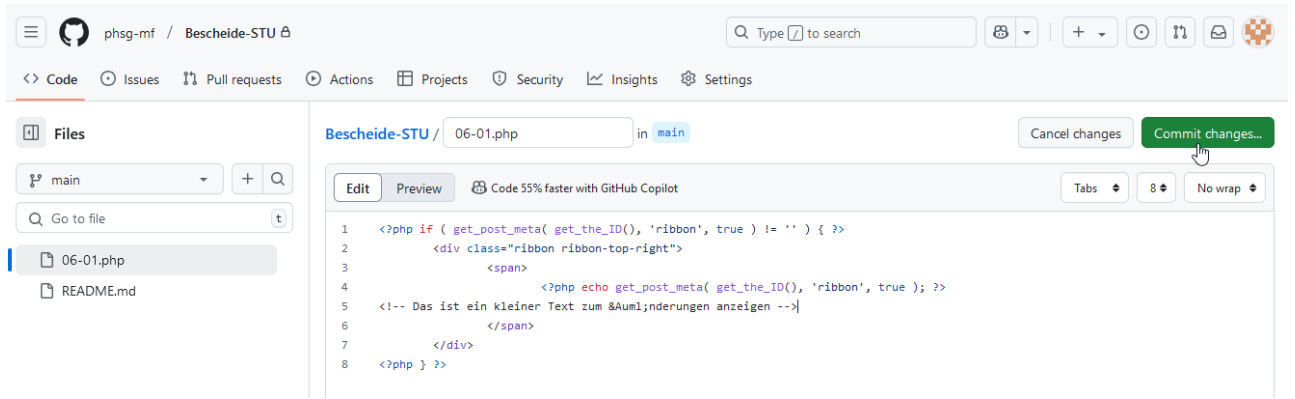 phsg-mf / Bescheide-STU
Type / to search
Code Issues Pull requests Actions Projects Security Insights Settings
Files
main
Go to file t
06-01.php
README.md
Bescheide-STU / 06-01.php in main
Cancel changes Commit changes...
Edit Preview Code 55% faster with GitHub Copilot
Tabs 8 No wrap
1 <?php if ( get_post_meta( get_the_ID(), 'ribbon', true ) != '' ) { ?>
2 <div class="ribbon ribbon-top-right">
3 <span>
4 <?php echo get_post_meta( get_the_ID(), 'ribbon', true ); ?>
5 <!-- Das ist ein kleiner Text zum &Auml;nderungen anzeigen -->
6 </span>
7 </div>
8 <?php } ?>